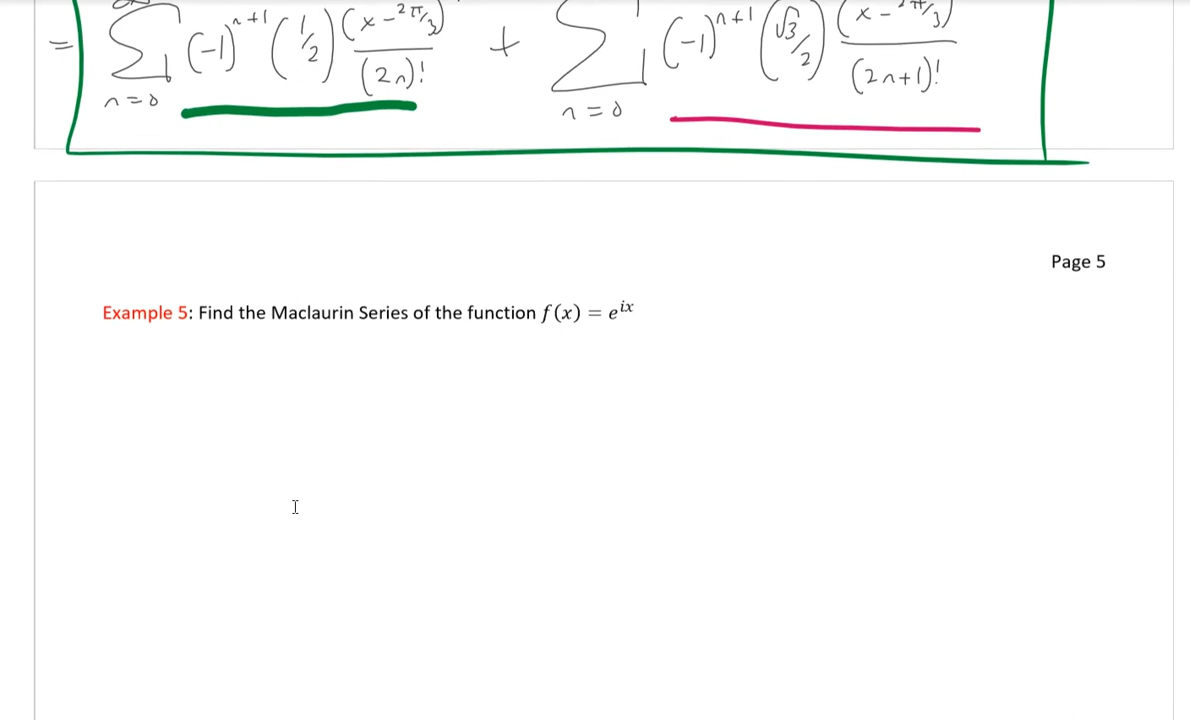 = ∑ n=0 (-1)^{n+1} (1/2) (x - 2π/3) / (2n)! + ∑ n=0 (-1)^{n+1} (√3/2) (x - 2π/3) / (2n+1)!
Page 5
Example 5: Find the Maclaurin Series of the function f(x) = e^{ix}